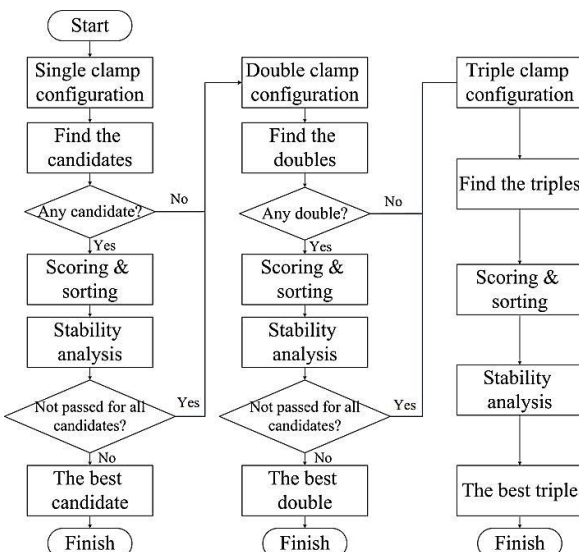 Start
Single clamp
configuration
Find the
candidates
Any candidate?
No
Yes
Scoring &
sorting
Stability
analysis
Not passed for all
candidates?
Yes
No
The best
candidate
Finish
Double clamp
configuration
Find the
doubles
Any double?
No
Yes
Scoring &
sorting
Stability
analysis
Not passed for all
candidates?
Yes
No
The best
double
Finish
Triple clamp
configuration
Find the triples
Scoring &
sorting
Stability
analysis
The best triple
Finish